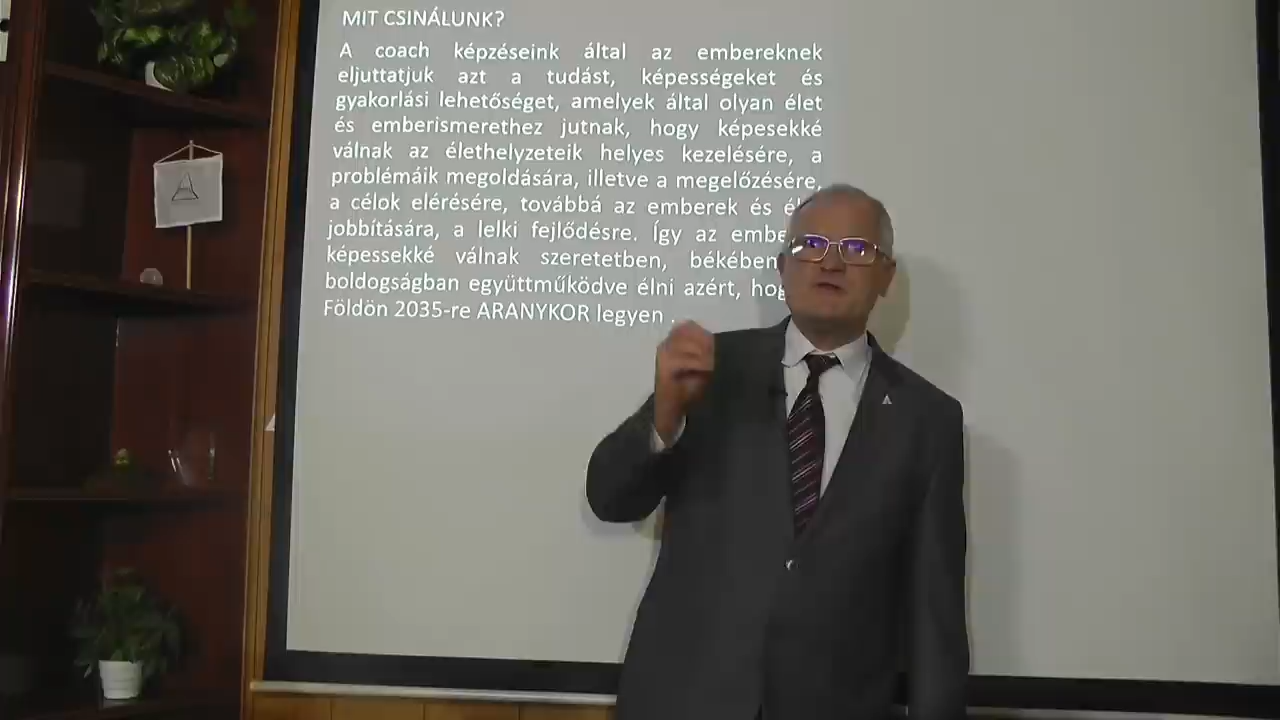 MIT CSINÁLUNK?
A coach képzéseink által az embereknek
eljuttatjuk azt a tudást, képességeket és
gyakorlási lehetőséget, amelyek által olyan élet
és emberismerethez jutnak, hogy képesekké
válnak az élethelyzeteik helyes kezelésére, a
problémáik megoldására, illetve a megelőzésére,
a célok elérésére, továbbá az emberek és
jobbítására, a lelki fejlődésre. Így az
képessekké válnak szeretetben, békében
boldogságban együttműködve élni azért,
Földön 2035-re ARANYKOR legyen .